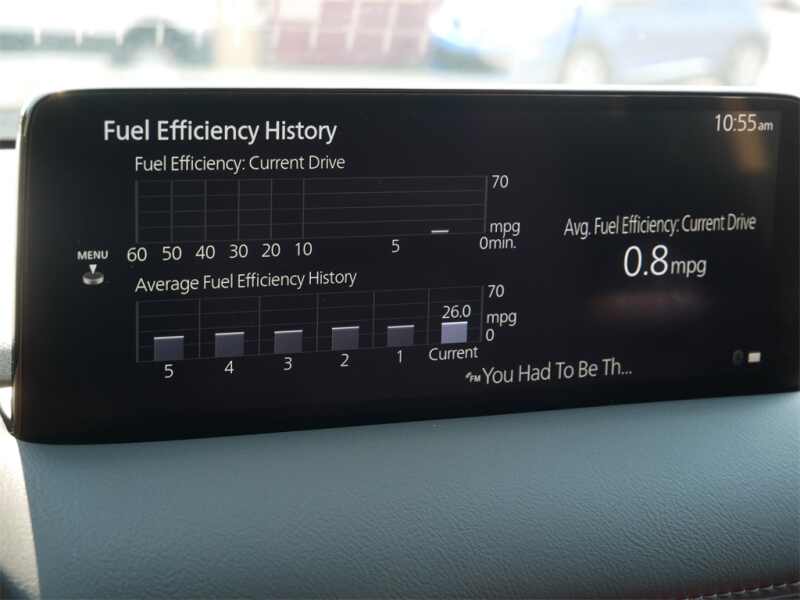 Fuel Efficiency History
10:55am
Fuel Efficiency: Current Drive
70
mpg
0min.
60 50 40 30 20 10 5
MENU
Avg. Fuel Efficiency: Current Drive
0.8 mpg
Average Fuel Efficiency History
70
26.0
mpg
0
5 4 3 2 1 Current
FM You Had To Be Th...